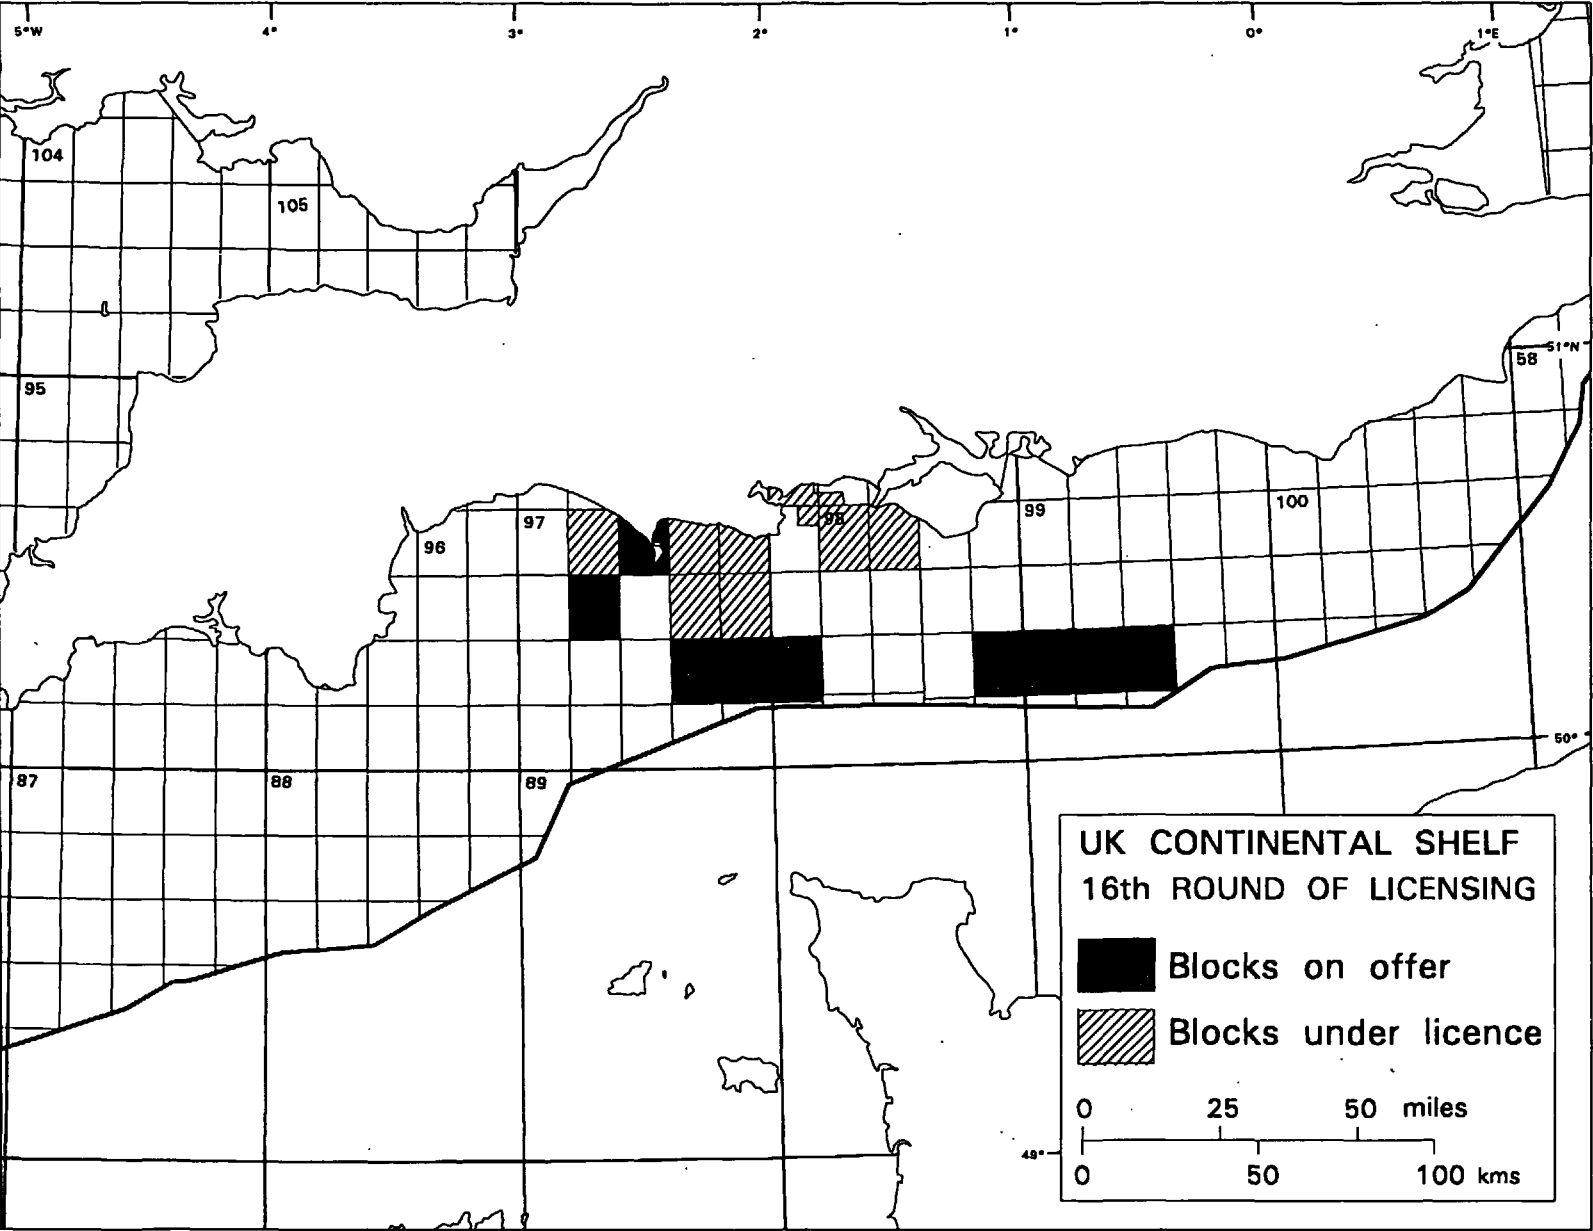 5°W 4° 3° 2° 1° 0° 1°E
104
105
95
58 51°N
97
98
99
100
96
50°
87
88
89
UK CONTINENTAL SHELF
16th ROUND OF LICENSING
Blocks on offer
Blocks under licence
0 25 50 miles
0 50 100 kms
49°